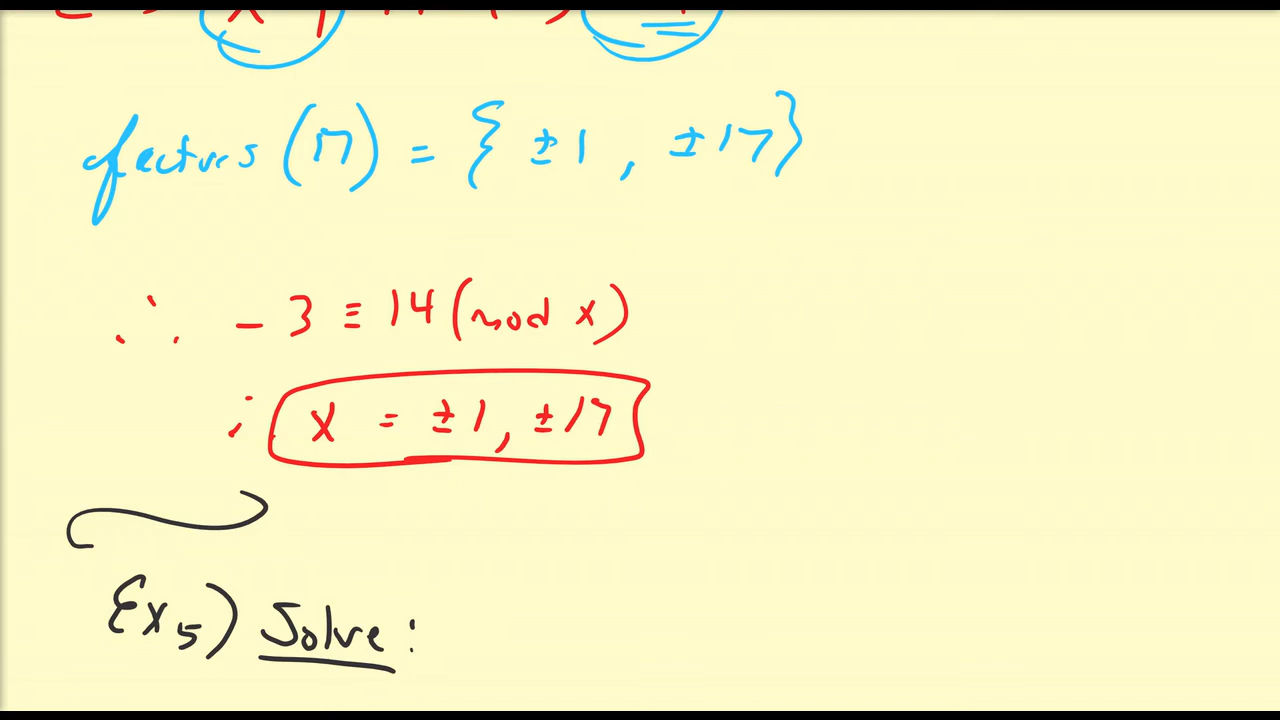 factors (17) = { ±1 , ±17}
∴ - 3 ≡ 14 (mod x)
x = ±1, ±17
Ex5) Solve: